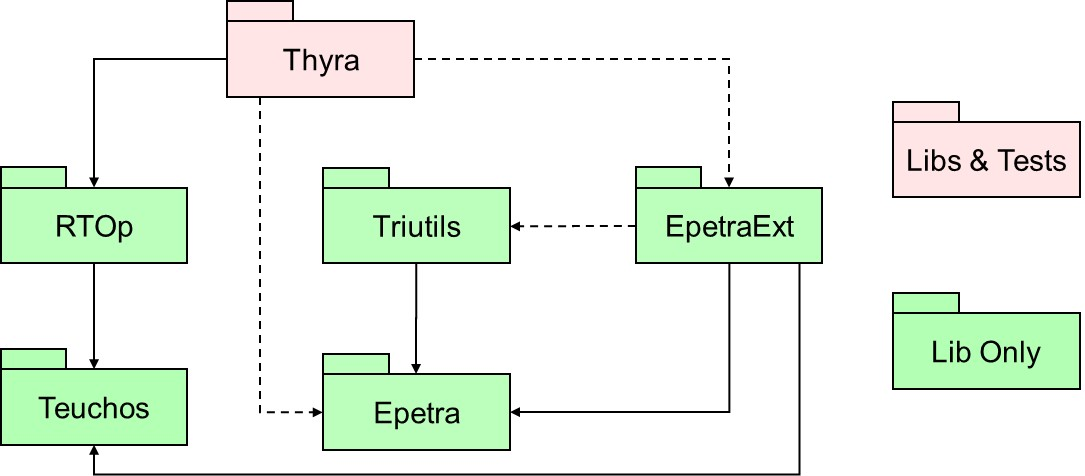 Thyra
Libs & Tests
RTOp
Triutils
EpetraExt
Lib Only
Teuchos
Epetra